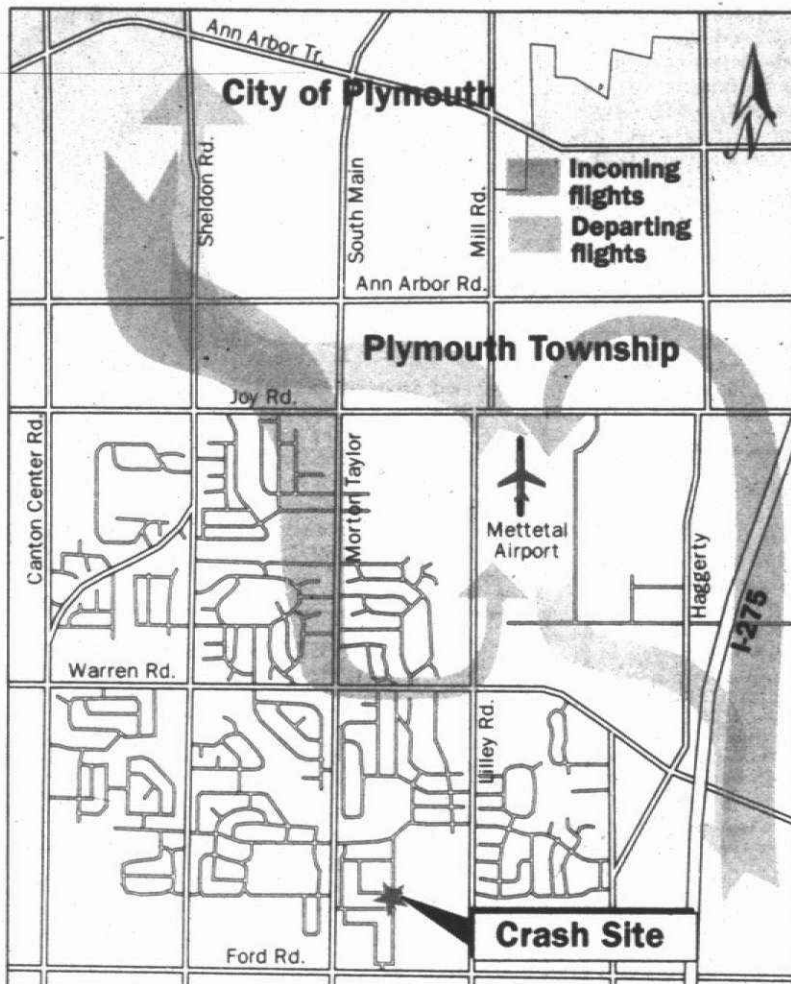 Ann Arbor Tr.
City of Plymouth
N
Sheldon Rd.
South Main
Mill Rd.
Incoming
flights
Departing
flights
Ann Arbor Rd.
Plymouth Township
Joy Rd.
Canton Center Rd.
Morton Taylor
Mettetal
Airport
Haggerty
I-275
Warren Rd.
Lilley Rd.
Crash Site
Ford Rd.